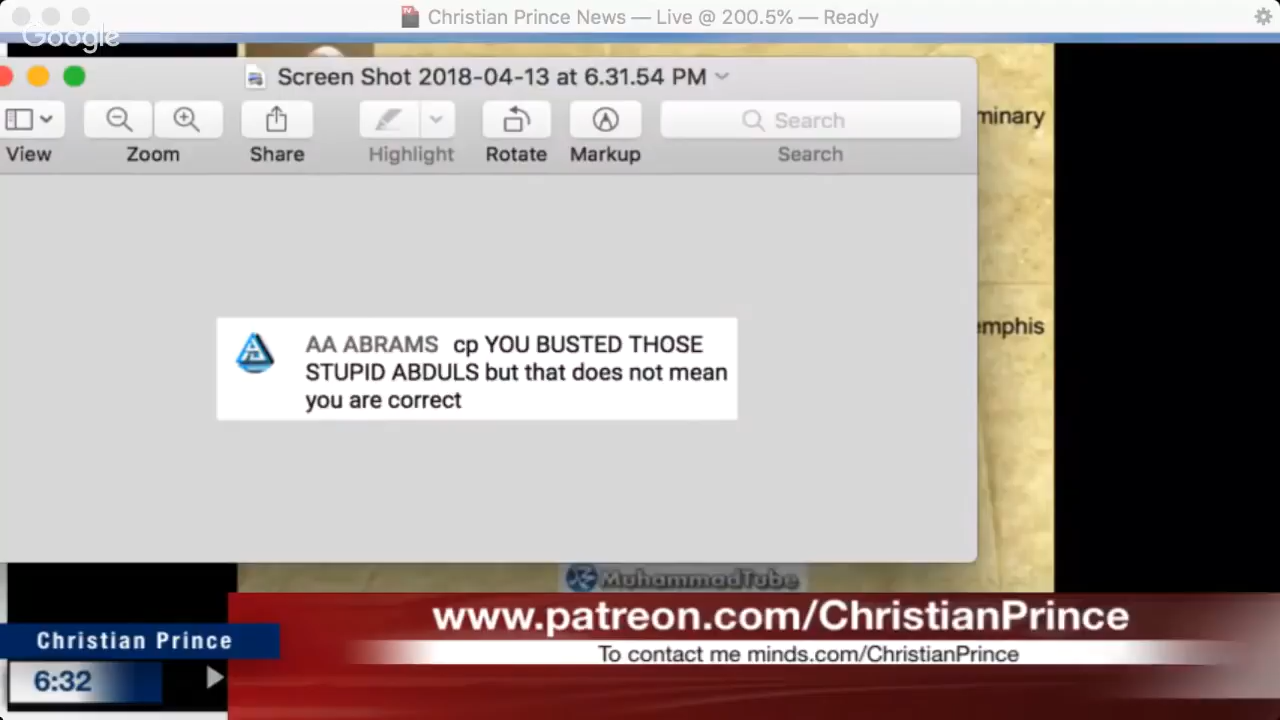 Christian Prince News — Live @ 200.5% — Ready
Google
Screen Shot 2018-04-13 at 6.31.54 PM
Search
View Zoom Share Highlight Rotate Markup Search
minary
AA ABRAMS cp YOU BUSTED THOSE
STUPID ABDULS but that does not mean
you are correct
emphis
MuhammadTube
www.patreon.com/ChristianPrince
Christian Prince
To contact me minds.com/ChristianPrince
6:32